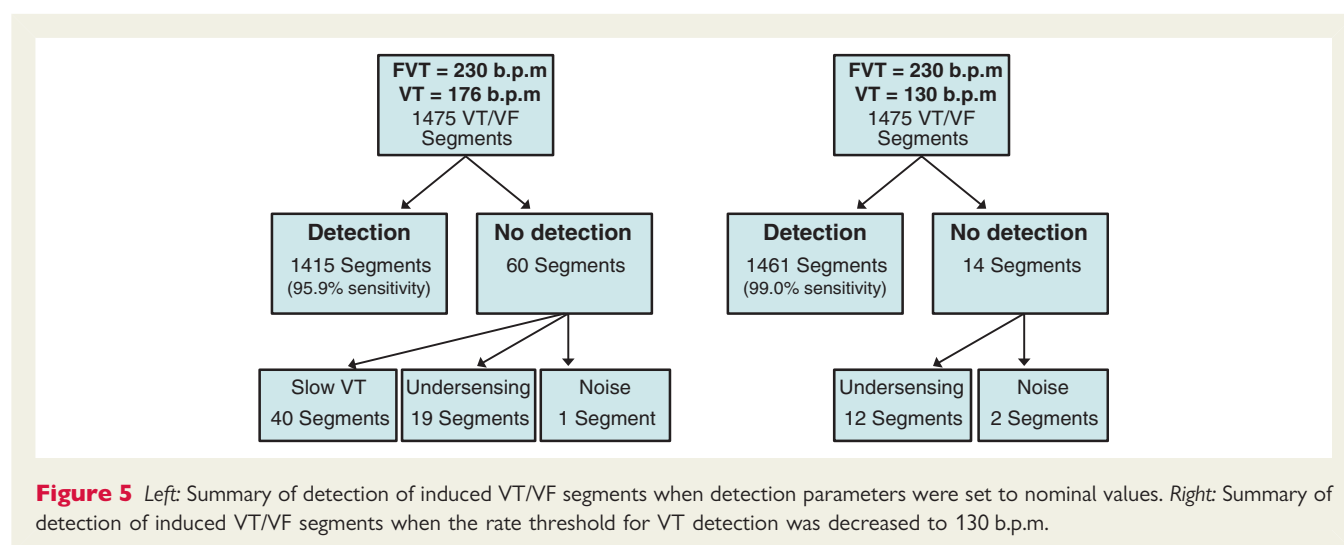 FVT = 230 b.p.m
VT = 176 b.p.m
1475 VT/VF
Segments
Detection
1415 Segments
(95.9% sensitivity)
No detection
60 Segments
Slow VT
40 Segments
Undersensing
19 Segments
Noise
1 Segment
FVT = 230 b.p.m
VT = 130 b.p.m
1475 VT/VF
Segments
Detection
1461 Segments
(99.0% sensitivity)
No detection
14 Segments
Undersensing
12 Segments
Noise
2 Segments
Figure 5 Left: Summary of detection of induced VT/VF segments when detection parameters were set to nominal values. Right: Summary of
detection of induced VT/VF segments when the rate threshold for VT detection was decreased to 130 b.p.m.